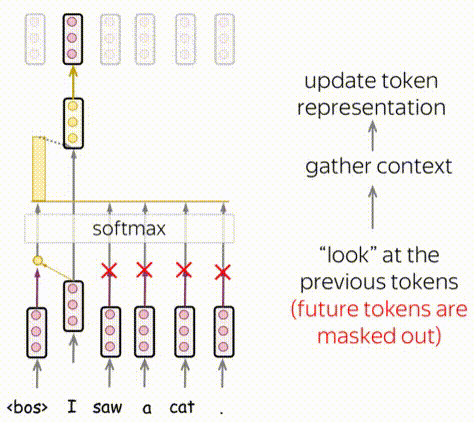 update token
representation
gather context
softmax
“look” at the
previous tokens
(future tokens are
masked out)
<bos> I saw a cat .